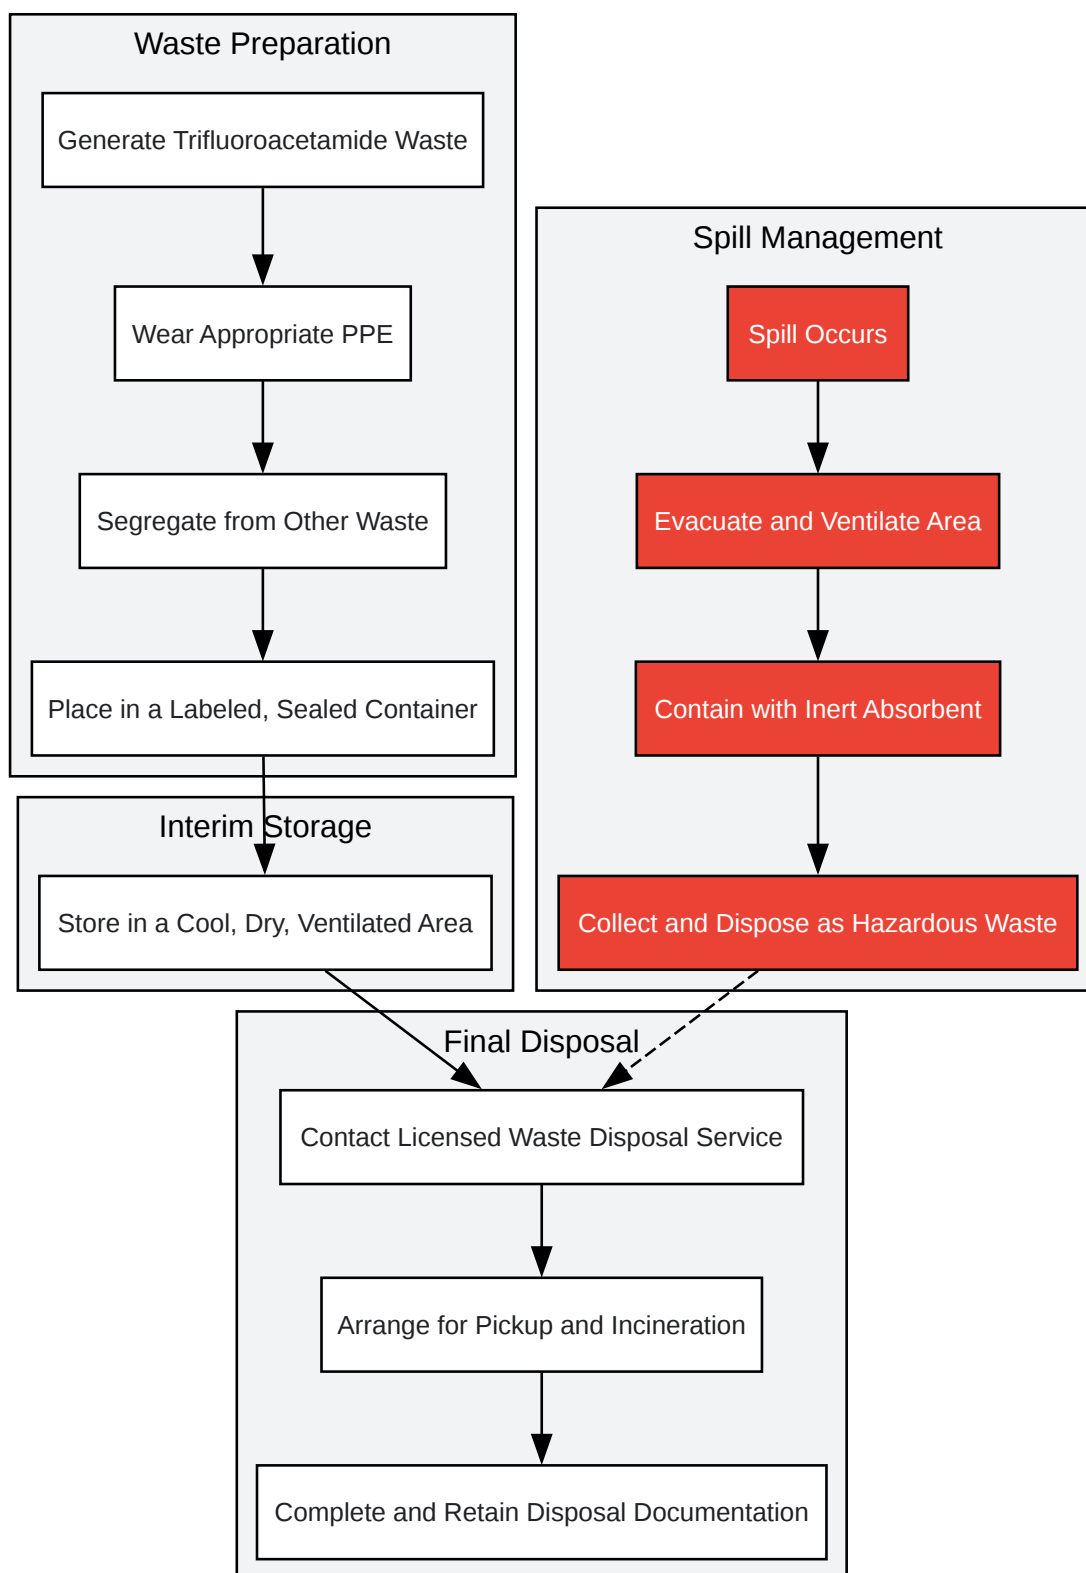 Waste Preparation
Generate Trifluoroacetamide Waste
Wear Appropriate PPE
Segregate from Other Waste
Place in a Labeled, Sealed Container
Interim Storage
Store in a Cool, Dry, Ventilated Area
Spill Management
Spill Occurs
Evacuate and Ventilate Area
Contain with Inert Absorbent
Collect and Dispose as Hazardous Waste
Final Disposal
Contact Licensed Waste Disposal Service
Arrange for Pickup and Incineration
Complete and Retain Disposal Documentation